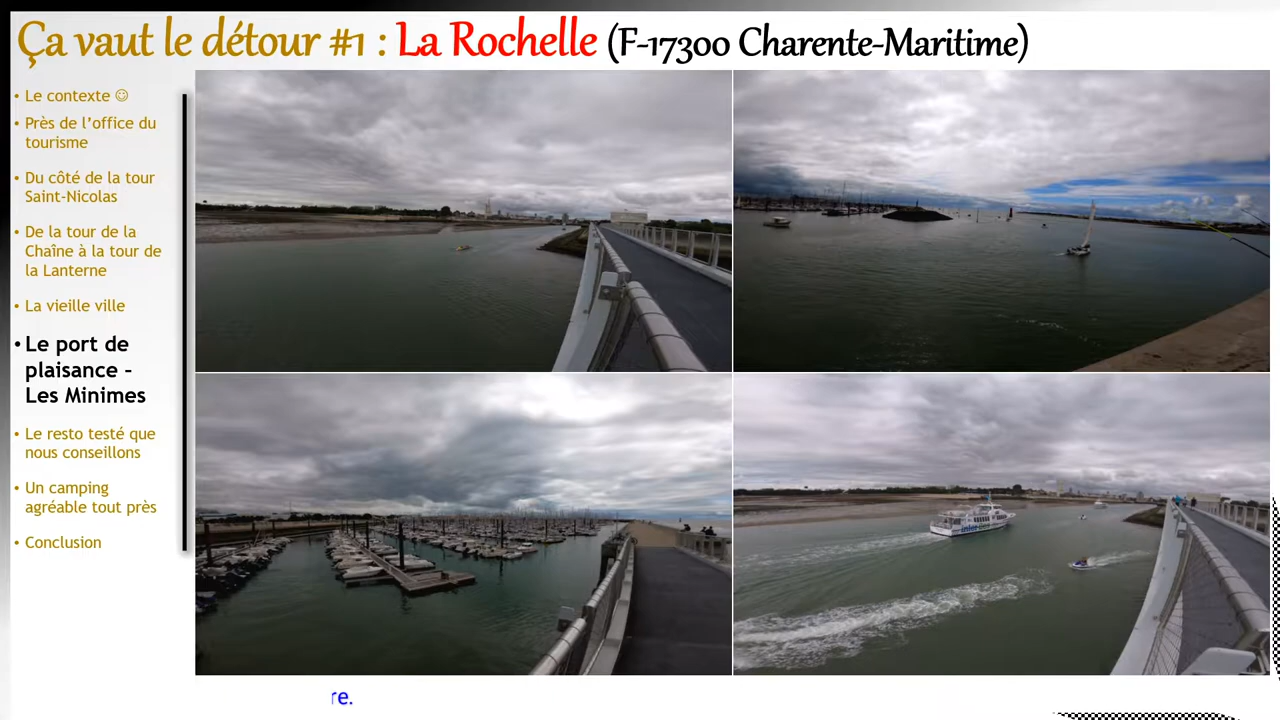 Ça vaut le détour #1 : La Rochelle (F-17300 Charente-Maritime)
• Le contexte ☺
• Près de l'office du
tourisme
• Du côté de la tour
Saint-Nicolas
• De la tour de la
Chaîne à la tour de
la Lanterne
• La vieille ville
• Le port de
plaisance –
Les Minimes
• Le resto testé que
nous conseillons
• Un camping
agréable tout près
• Conclusion
re.